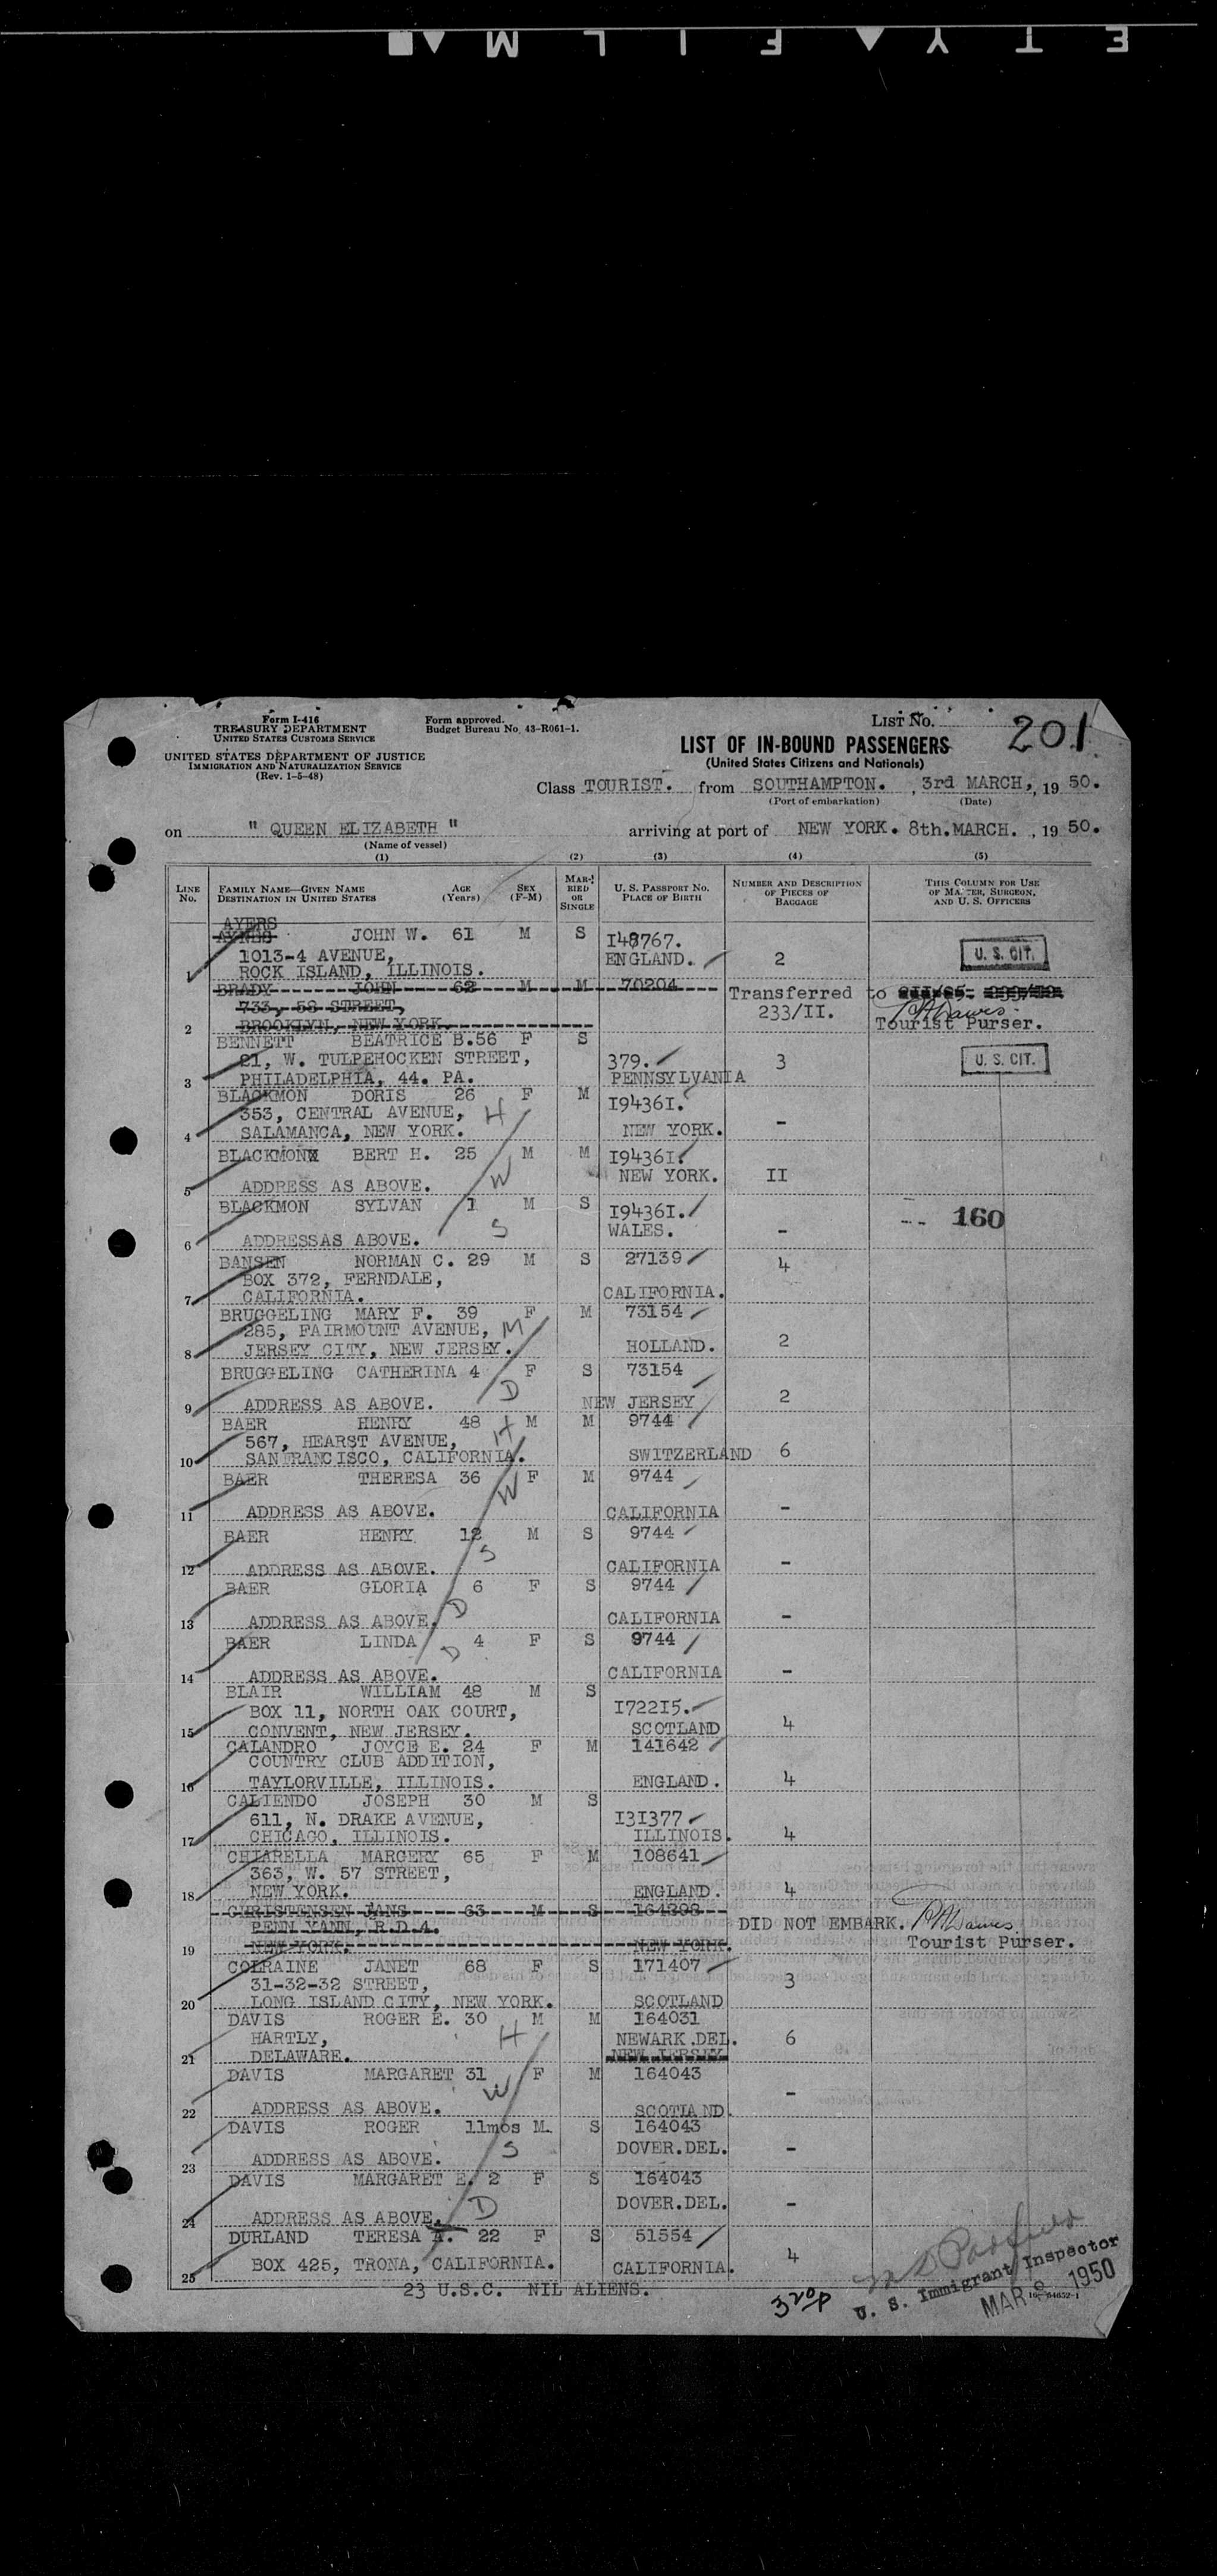 Form I-416
TREASURY DEPARTMENT
UNITED STATES CUSTOMS SERVICE
UNITED STATES DEPARTMENT OF JUSTICE
IMMIGRATION AND NATURALIZATION SERVICE
(Rev. 1-5-48)
Form approved.
Budget Bureau No. 43-R061-1.
LIST No. 201
LIST OF IN-BOUND PASSENGERS
(United States Citizens and Nationals)
Class TOURIST. from SOUTHAMPTON. , 3rd MARCH, , 19 50.
(Port of embarkation) (Date)
on " QUEEN ELIZABETH " arriving at port of NEW YORK. 8th.MARCH. , 19 50.
(Name of vessel)
(1) (2) (3) (4) (5)
LINE No. FAMILY NAME—GIVEN NAME DESTINATION IN UNITED STATES AGE (Years) SEX (F-M) MARRIED OR SINGLE U. S. PASSPORT NO. PLACE OF BIRTH NUMBER AND DESCRIPTION OF PIECES OF BAGGAGE THIS COLUMN FOR USE OF MASTER, SURGEON, AND U. S. OFFICERS
AYERS
AYNES JOHN W. 61 M S I48767.
1013-4 AVENUE, ENGLAND. 2 U. S. CIT.
1 ROCK ISLAND, ILLINOIS.
BRADY JOHN 62 M M 70204 Transferred to
733, 58 STREET, 233/II.
2 BROOKLYN, NEW YORK. Tourist Purser.
BENNETT BEATRICE B.56 F S
21, W. TULPEHOCKEN STREET, 379. 3 U. S. CIT.
3 PHILADELPHIA, 44. PA. PENNSYLVANIA
BLACKMON DORIS 26 F M I9436I.
353, CENTRAL AVENUE, H
4 SALAMANCA, NEW YORK. NEW YORK. -
BLACKMON BERT H. 25 M M I9436I.
W NEW YORK. II
5 ADDRESS AS ABOVE.
BLACKMON SYLVAN 1 M S I9436I. -- 160
S WALES.
6 ADDRESSAS ABOVE. -
BANSEN NORMAN C. 29 M S 27139 4
BOX 372, FERNDALE,
7 CALIFORNIA. CALIFORNIA.
BRUGGELING MARY F. 39 F M 73154
285, FAIRMOUNT AVENUE, M
8 JERSEY CITY, NEW JERSEY. HOLLAND. 2
BRUGGELING CATHERINA 4 F S 73154
D
9 ADDRESS AS ABOVE. NEW JERSEY 2
BAER HENRY 48 H M M 9744
567, HEARST AVENUE,
10 SANFRANCISCO, CALIFORNIA. SWITZERLAND 6
BAER THERESA 36 F M 9744
W
11 ADDRESS AS ABOVE. CALIFORNIA -
BAER HENRY 12 M S 9744
S
12 ADDRESS AS ABOVE. CALIFORNIA -
BAER GLORIA 6 F S 9744
D
13 ADDRESS AS ABOVE. CALIFORNIA -
BAER LINDA 4 F S 9744
D
14 ADDRESS AS ABOVE. CALIFORNIA -
BLAIR WILLIAM 48 M S
BOX 11, NORTH OAK COURT, I722I5.
15 CONVENT, NEW JERSEY. SCOTLAND 4
CALANDRO JOYCE E. 24 F M 141642
COUNTRY CLUB ADDITION,
16 TAYLORVILLE, ILLINOIS. ENGLAND. 4
CALIENDO JOSEPH 30 M S
611, N. DRAKE AVENUE, I3I377
17 CHICAGO, ILLINOIS. ILLINOIS. 4
CHIARELLA MARGERY 65 F M 108641
363, W. 57 STREET,
18 NEW YORK. ENGLAND. 4
CHRISTENSEN JANS 63 M S
PENN YANN, R.D.4. DID NOT EMBARK.
19 NEW YORK. NEW YORK. Tourist Purser.
COLRAINE JANET 68 F S 171407
31-32-32 STREET, 3
20 LONG ISLAND CITY, NEW YORK. SCOTLAND
DAVIS ROGER E. 30 M M 164031
HARTLY, H NEWARK.DEL. 6
21 DELAWARE. NEW JERSEY
DAVIS MARGARET 31 F M 164043
W
22 ADDRESS AS ABOVE. SCOTLAND. -
DAVIS ROGER 11mos M. S 164043
S DOVER.DEL. -
23 ADDRESS AS ABOVE.
DAVIS MARGARET E. 2 F S 164043
D DOVER.DEL. -
24 ADDRESS AS ABOVE.
DURLAND TERESA A. 22 F S 51554
25 BOX 425, TRONA, CALIFORNIA. CALIFORNIA. 4
23 U.S.C. NIL ALIENS.
U. S. Immigrant Inspector
MAR 8 1950